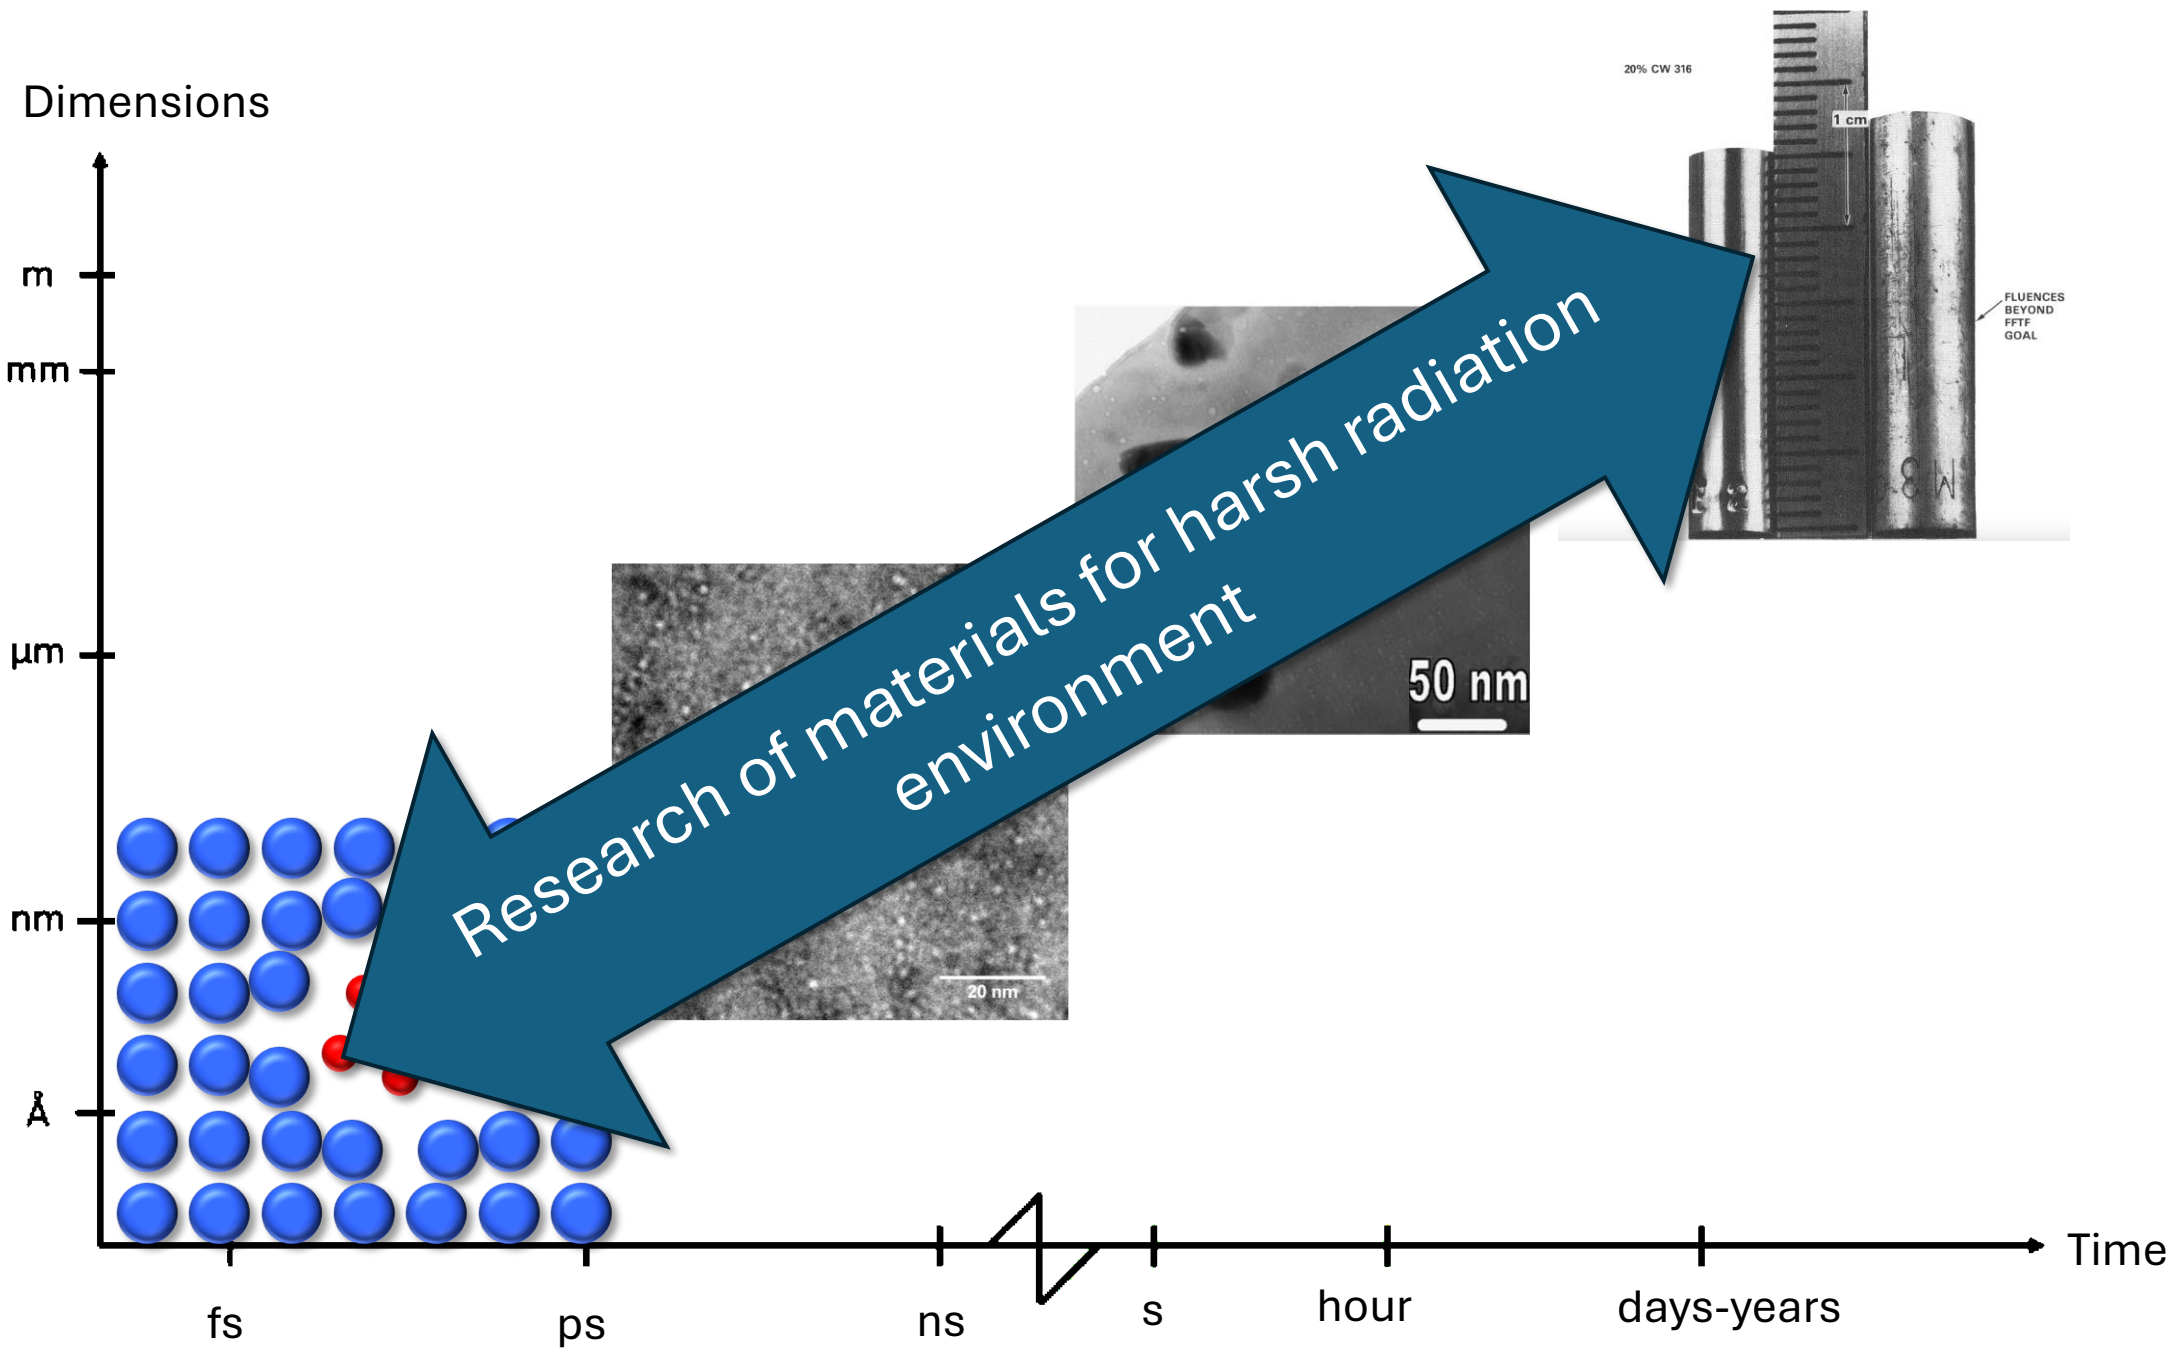 Dimensions
20% CW 316
1 cm
m
mm
FLUENCES
BEYOND
FFTF
GOAL
Research of materials for harsh radiation
environment
µm
50 nm
nm
20 nm
Å
Time
fs
ps
ns
s
hour
days-years